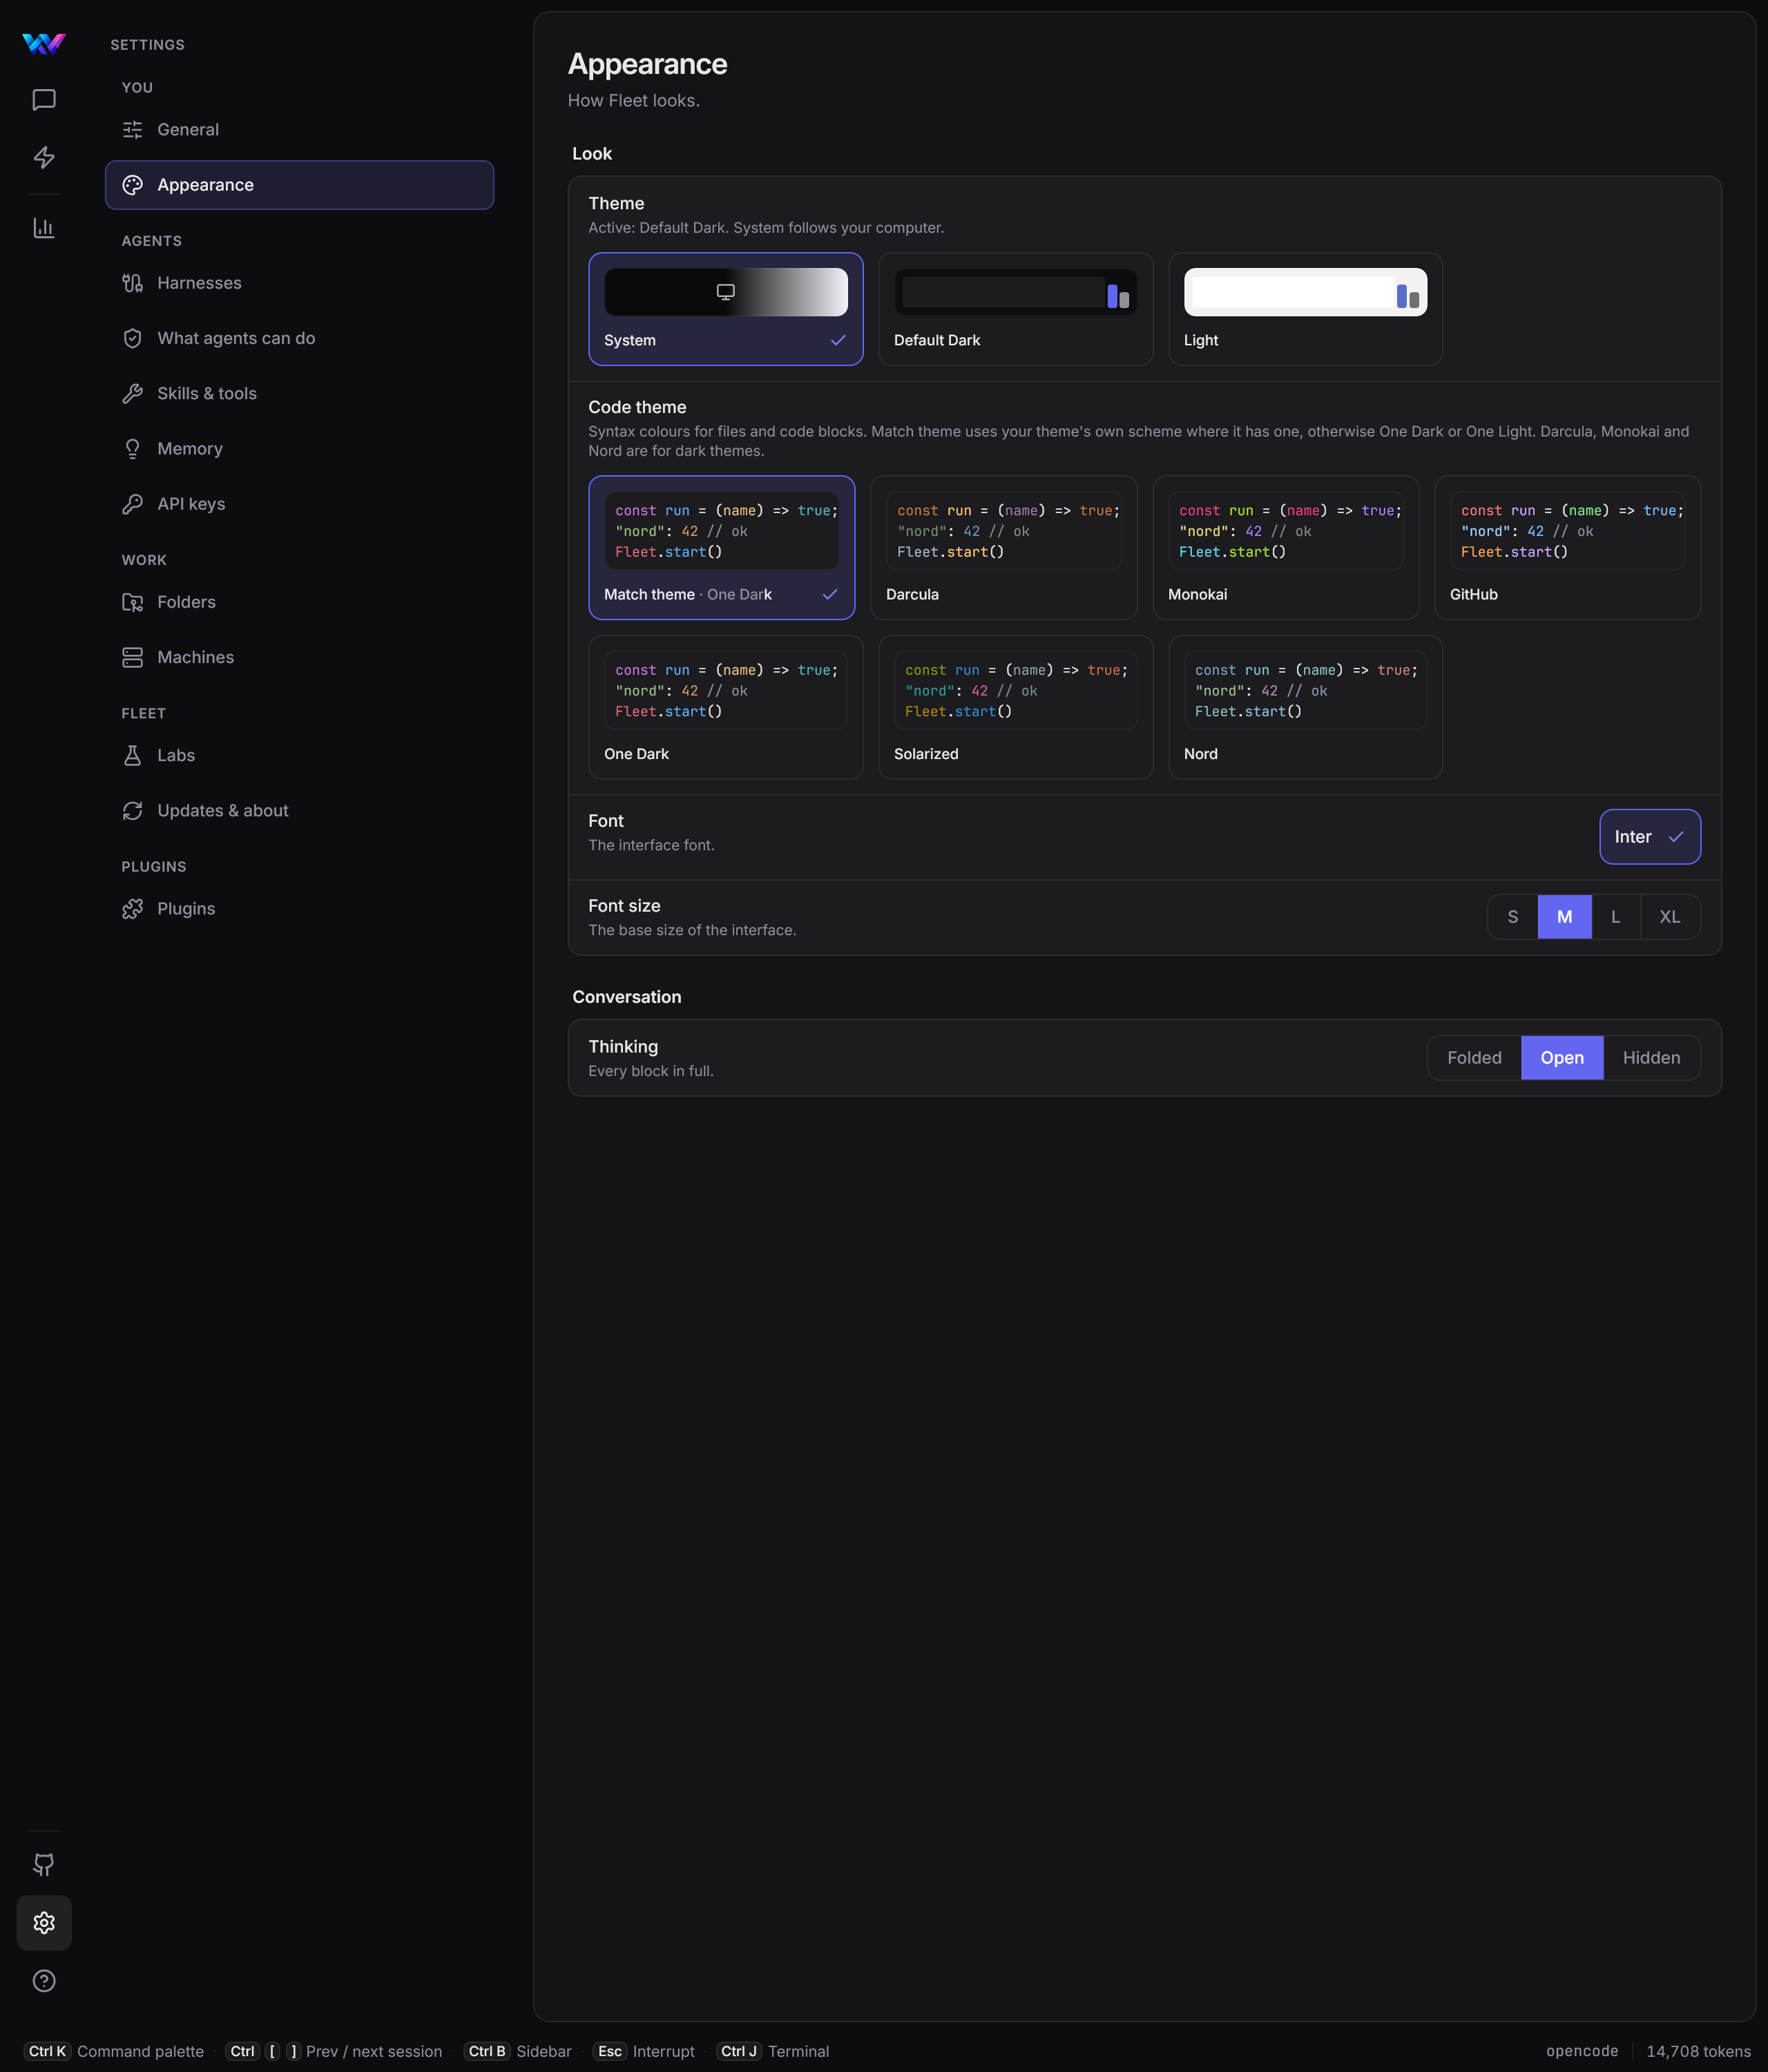 SETTINGS
YOU
General
Appearance
AGENTS
Harnesses
What agents can do
Skills & tools
Memory
API keys
WORK
Folders
Machines
FLEET
Labs
Updates & about
PLUGINS
Plugins
Appearance
How Fleet looks.
Look
Theme
Active: Default Dark. System follows your computer.
System
Default Dark
Light
Code theme
Syntax colours for files and code blocks. Match theme uses your theme's own scheme where it has one, otherwise One Dark or One Light. Darcula, Monokai and
Nord are for dark themes.
const run = (name) => true;
"nord": 42 // ok
Fleet.start()
Match theme · One Dark
const run = (name) => true;
"nord": 42 // ok
Fleet.start()
Darcula
const run = (name) => true;
"nord": 42 // ok
Fleet.start()
Monokai
const run = (name) => true;
"nord": 42 // ok
Fleet.start()
GitHub
const run = (name) => true;
"nord": 42 // ok
Fleet.start()
One Dark
const run = (name) => true;
"nord": 42 // ok
Fleet.start()
Solarized
const run = (name) => true;
"nord": 42 // ok
Fleet.start()
Nord
Font
The interface font.
Inter
Font size
The base size of the interface.
S M L XL
Conversation
Thinking
Every block in full.
Folded Open Hidden
Ctrl K Command palette · Ctrl [ ] Prev / next session · Ctrl B Sidebar · Esc Interrupt · Ctrl J Terminal
opencode 14,708 tokens